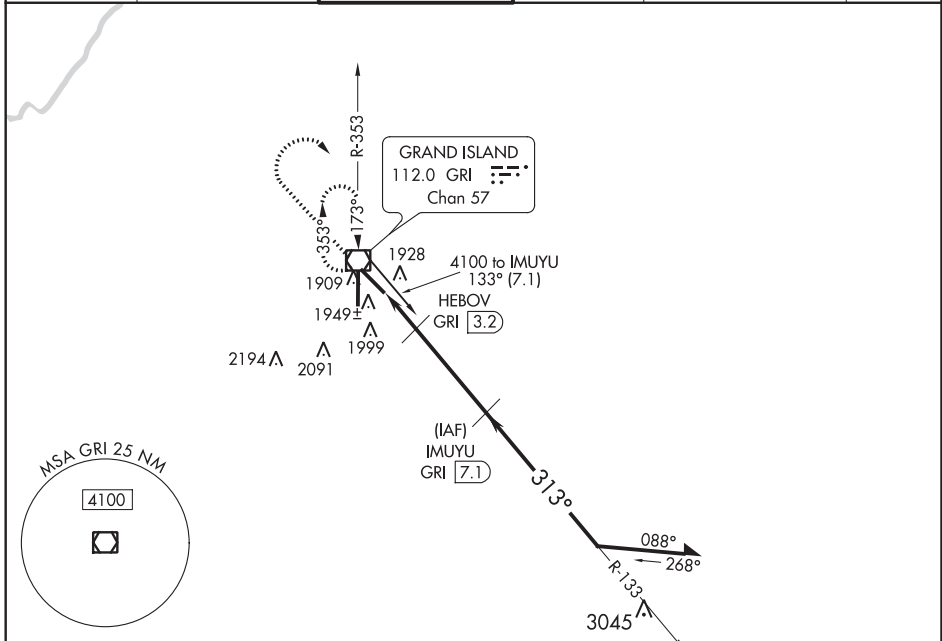 R-353
GRAND ISLAND
112.0 GRI
Chan 57
353°
173°
1928
1909
4100 to IMUYU
133° (7.1)
HEBOV
GRI 3.2
1949±
1999
2194
2091
(IAF)
IMUYU
GRI 7.1
MSA GRI 25 NM
4100
313°
088°
268°
R-133
3045